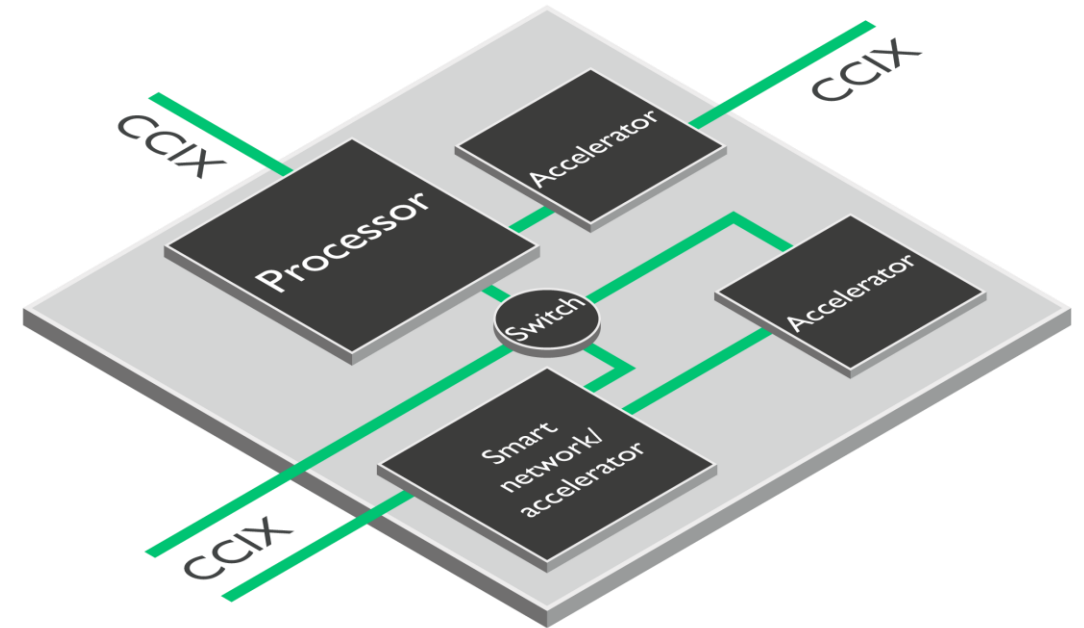 CCIX
CCIX
Accelerator
Processor
Accelerator
Switch
Smart
network/
accelerator
CCIX